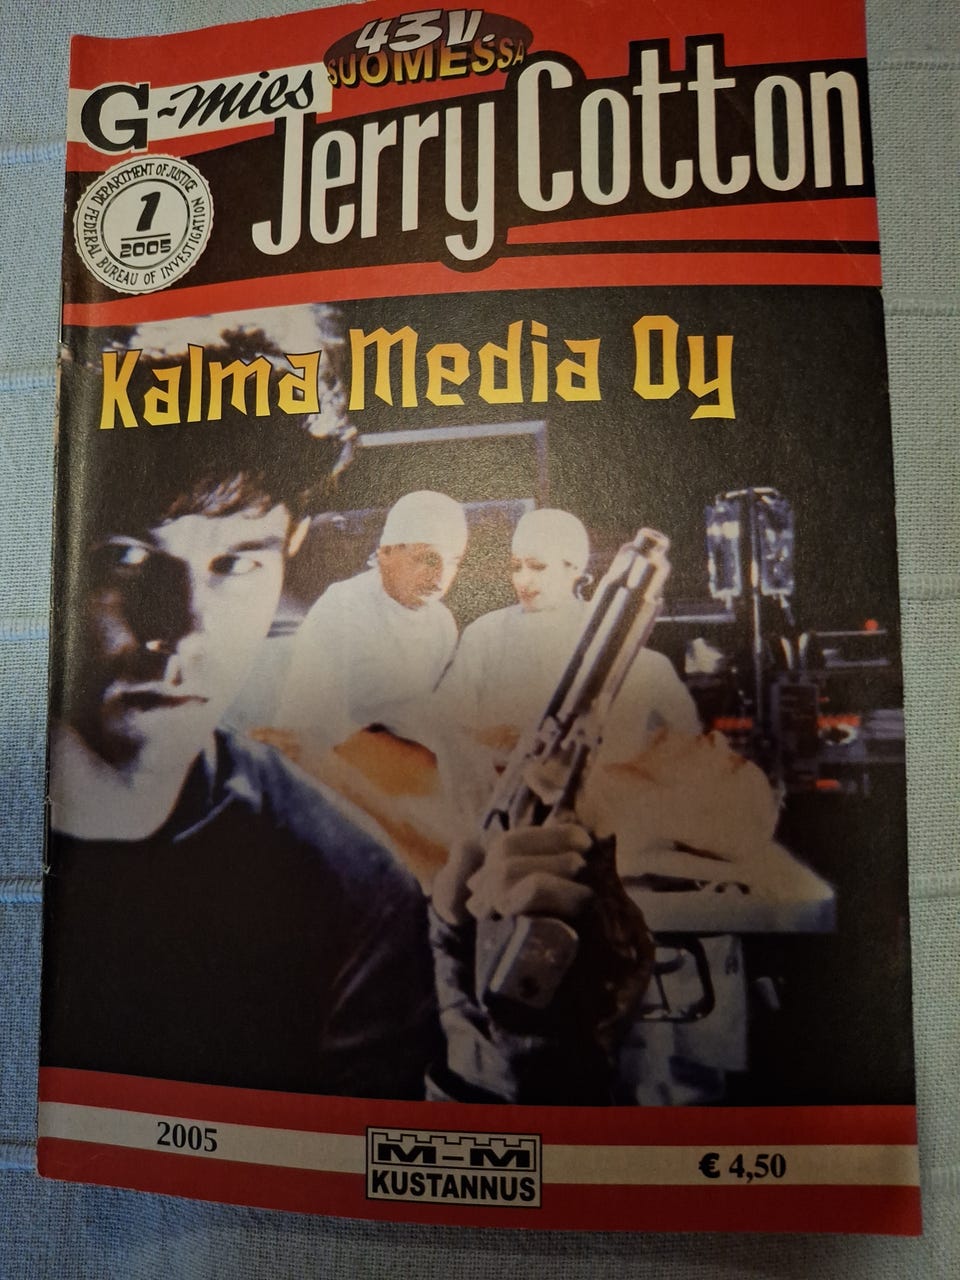 43 V.
SUOMESSA
G-mies
Jerry Cotton
DEPARTMENT OF JUSTICE
1
2005
FEDERAL BUREAU OF INVESTIGATION
Kalma Media Oy
2005
M-M
KUSTANNUS
€ 4,50